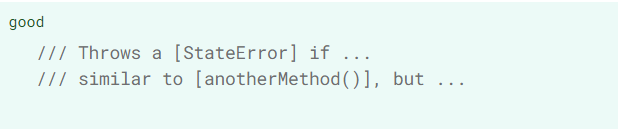 good
/// Throws a [StateError] if ...
/// similar to [anotherMethod()], but ...